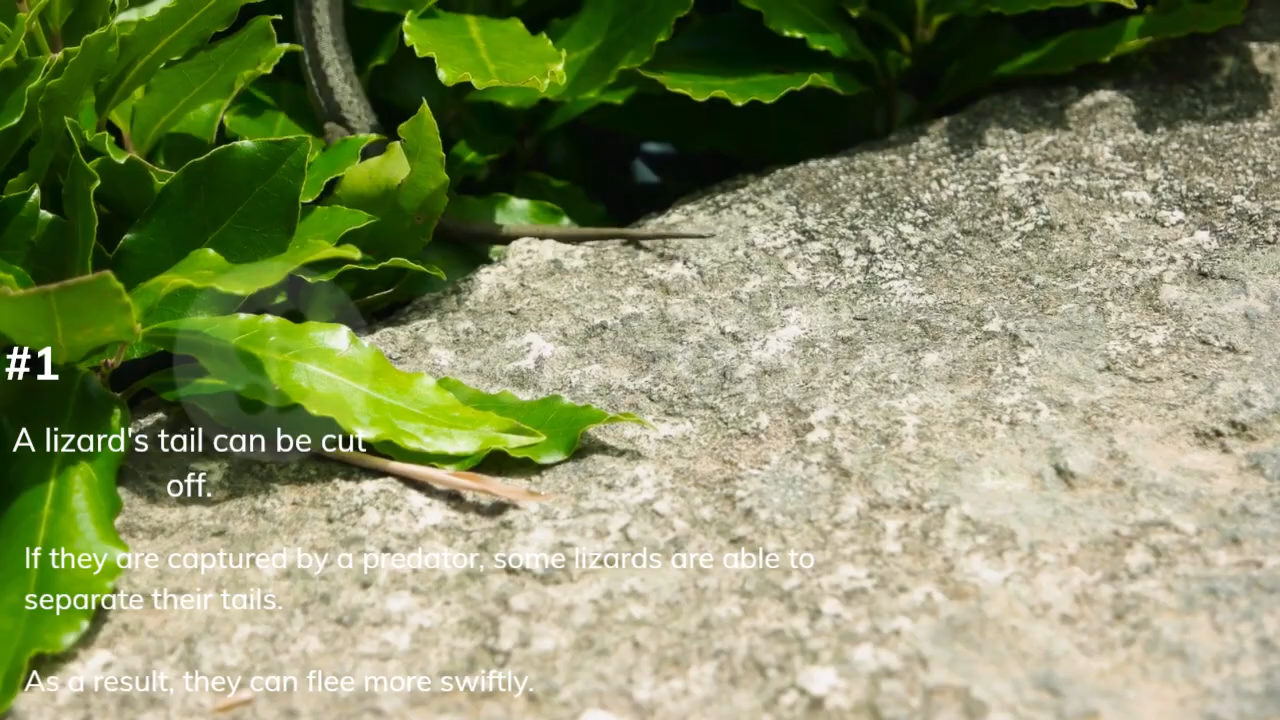 #1
A lizard's tail can be cut
off.
If they are captured by a predator, some lizards are able to
separate their tails.
As a result, they can flee more swiftly.